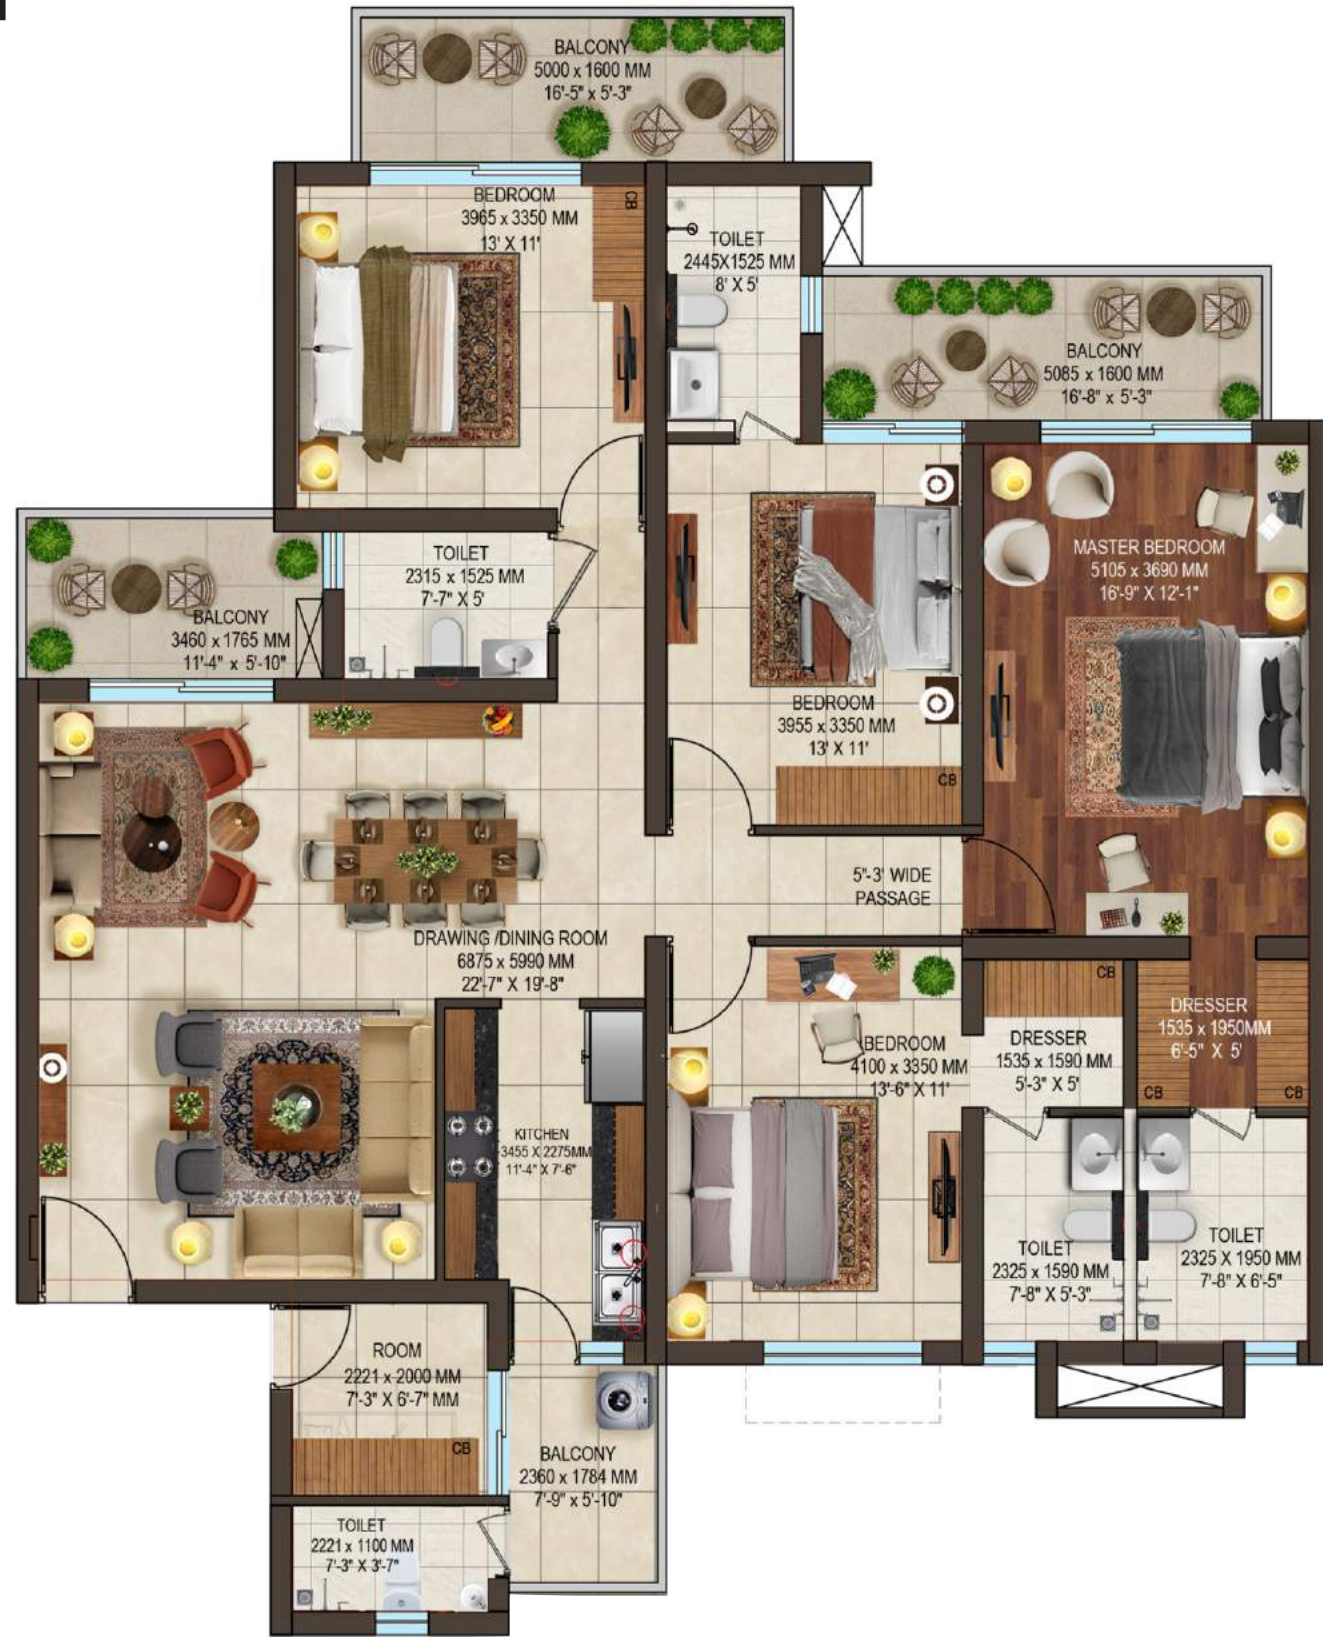 BALCONY
5000 x 1600 MM
16'-5" x 5'-3"
BEDROOM
3965 x 3350 MM
13' X 11'
CB
TOILET
2445X1525 MM
8' X 5'
BALCONY
5085 x 1600 MM
16'-8" x 5'-3"
TOILET
2315 x 1525 MM
7'-7" X 5'
BALCONY
3460 x 1765 MM
11'-4" x 5'-10"
MASTER BEDROOM
5105 x 3690 MM
16'-9" X 12'-1"
BEDROOM
3955 x 3350 MM
13' X 11'
CB
5"-3' WIDE
PASSAGE
DRAWING /DINING ROOM
6875 x 5990 MM
22'-7" X 19'-8"
CB
DRESSER
1535 x 1950MM
6'-5" X 5'
CB
CB
DRESSER
1535 x 1590 MM
5'-3" X 5'
BEDROOM
4100 x 3350 MM
13'-6" X 11'
KITCHEN
3455 X 2275MM
11'-4" X 7'-6"
TOILET
2325 x 1590 MM
7'-8" X 5'-3"
TOILET
2325 X 1950 MM
7'-8" X 6'-5"
ROOM
2221 x 2000 MM
7'-3" X 6'-7" MM
CB
BALCONY
2360 x 1784 MM
7'-9" x 5'-10"
TOILET
2221 x 1100 MM
7'-3" X 3'-7"